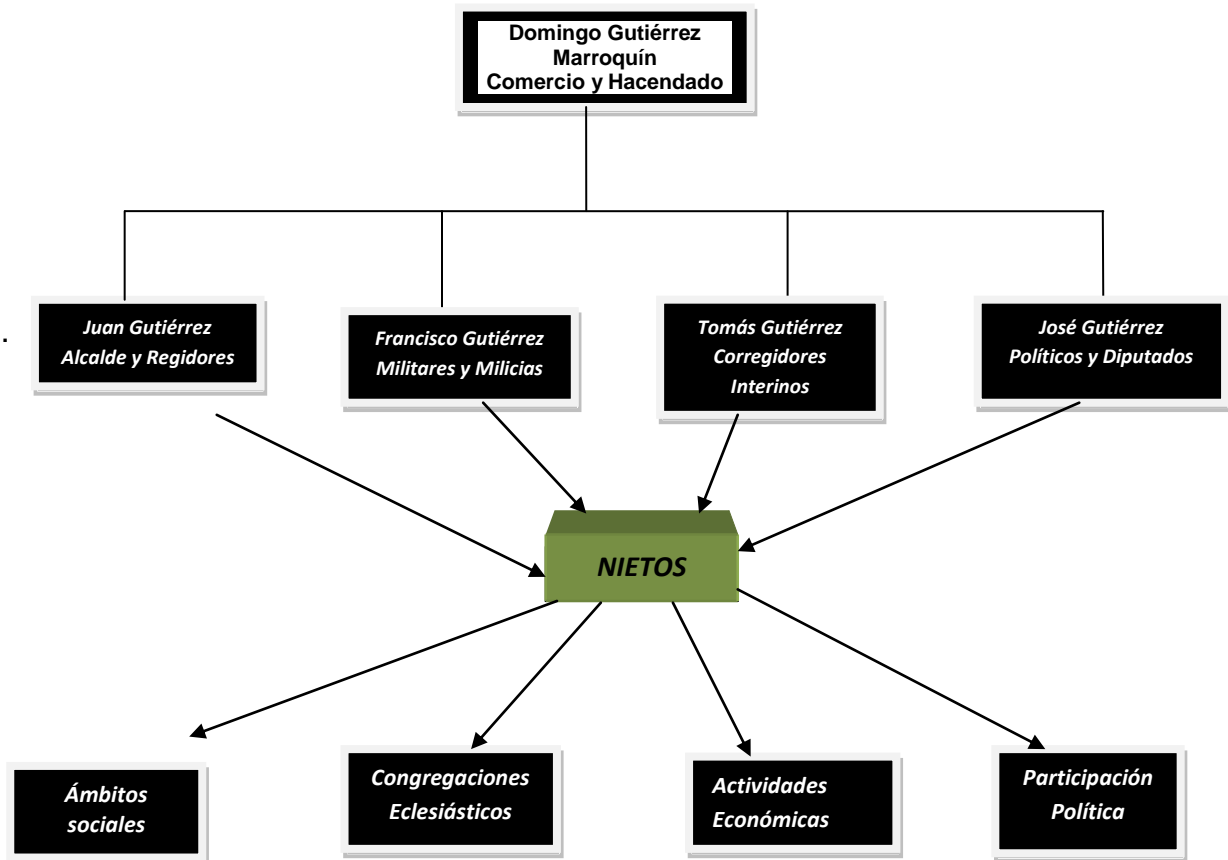 Domingo Gutiérrez
Marroquín
Comercio y Hacendado
Juan Gutiérrez
Alcalde y Regidores
Francisco Gutiérrez
Militares y Milicias
Tomás Gutiérrez
Corregidores
Interinos
José Gutiérrez
Políticos y Diputados
.
NIETOS
Ámbitos
sociales
Congregaciones
Eclesiásticos
Actividades
Económicas
Participación
Política